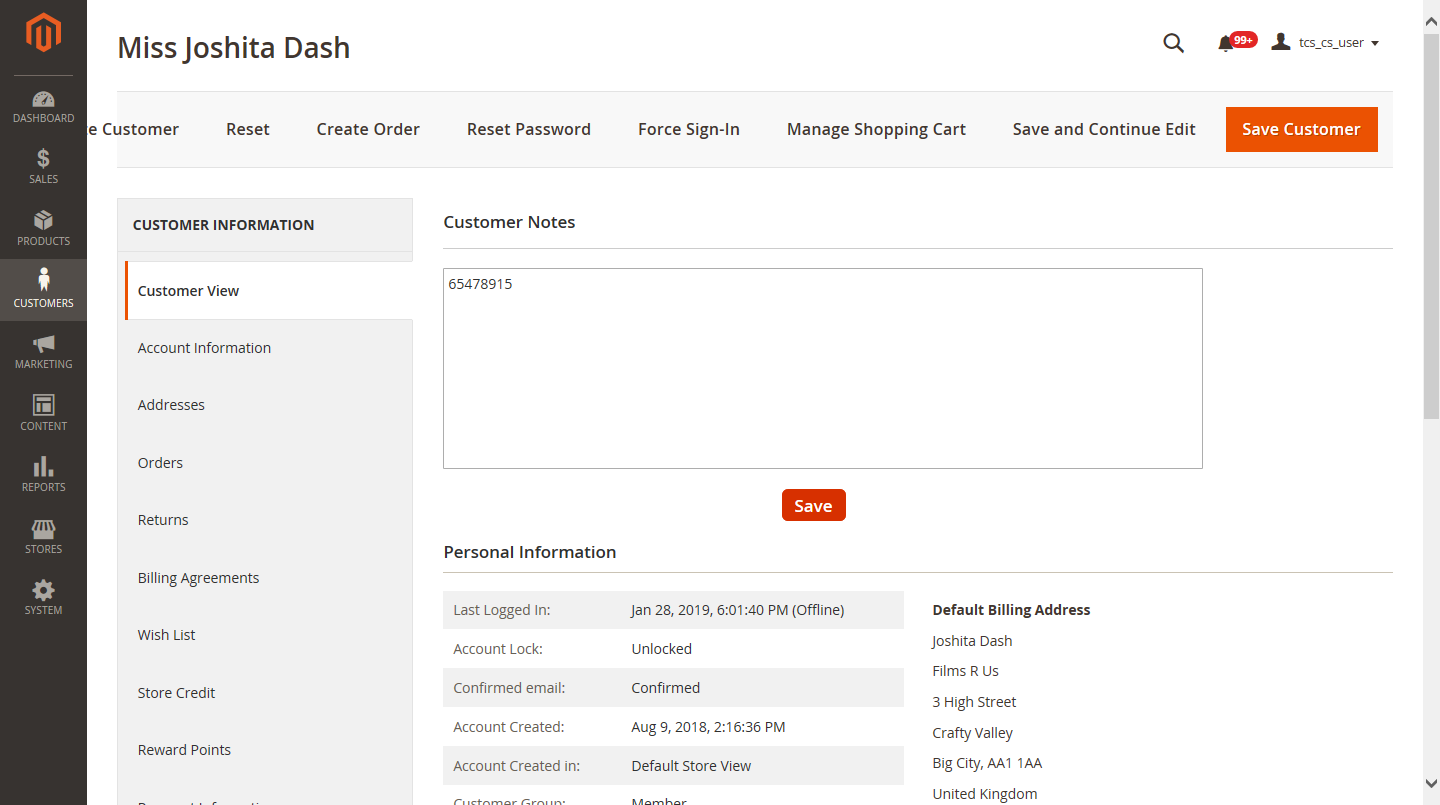 Miss Joshita Dash
99+
tcs_cs_user
DASHBOARD
SALES
PRODUCTS
CUSTOMERS
MARKETING
CONTENT
REPORTS
STORES
SYSTEM
Customer
Reset
Create Order
Reset Password
Force Sign-In
Manage Shopping Cart
Save and Continue Edit
Save Customer
CUSTOMER INFORMATION
Customer View
Account Information
Addresses
Orders
Returns
Billing Agreements
Wish List
Store Credit
Reward Points
Customer Notes
65478915
Save
Personal Information
Last Logged In: Jan 28, 2019, 6:01:40 PM (Offline)
Account Lock: Unlocked
Confirmed email: Confirmed
Account Created: Aug 9, 2018, 2:16:36 PM
Account Created in: Default Store View
Customer Group: Member
Default Billing Address
Joshita Dash
Films R Us
3 High Street
Crafty Valley
Big City, AA1 1AA
United Kingdom